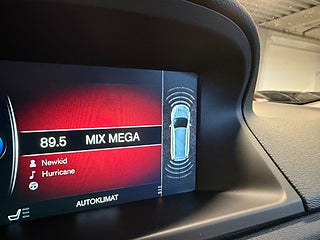 89.5 MIX MEGA
Newkid
Hurricane
AUTOKLIMAT